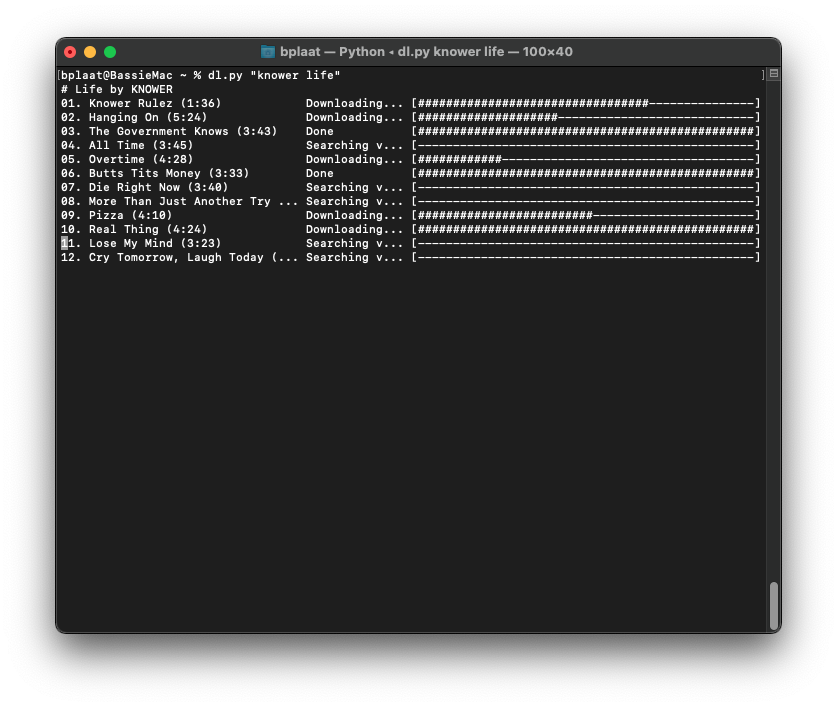 bplaat — Python ◂ dl.py knower life — 100×40
[bplaat@BassieMac ~ % dl.py "knower life" ]
# Life by KNOWER
01. Knower Rulez (1:36) Downloading... [#################################---------------]
02. Hanging On (5:24) Downloading... [####################----------------------------]
03. The Government Knows (3:43) Done [################################################]
04. All Time (3:45) Searching v... [------------------------------------------------]
05. Overtime (4:28) Downloading... [############------------------------------------]
06. Butts Tits Money (3:33) Done [################################################]
07. Die Right Now (3:40) Searching v... [------------------------------------------------]
08. More Than Just Another Try ... Searching v... [------------------------------------------------]
09. Pizza (4:10) Downloading... [#########################-----------------------]
10. Real Thing (4:24) Downloading... [################################################]
11. Lose My Mind (3:23) Searching v... [------------------------------------------------]
12. Cry Tomorrow, Laugh Today (... Searching v... [------------------------------------------------]